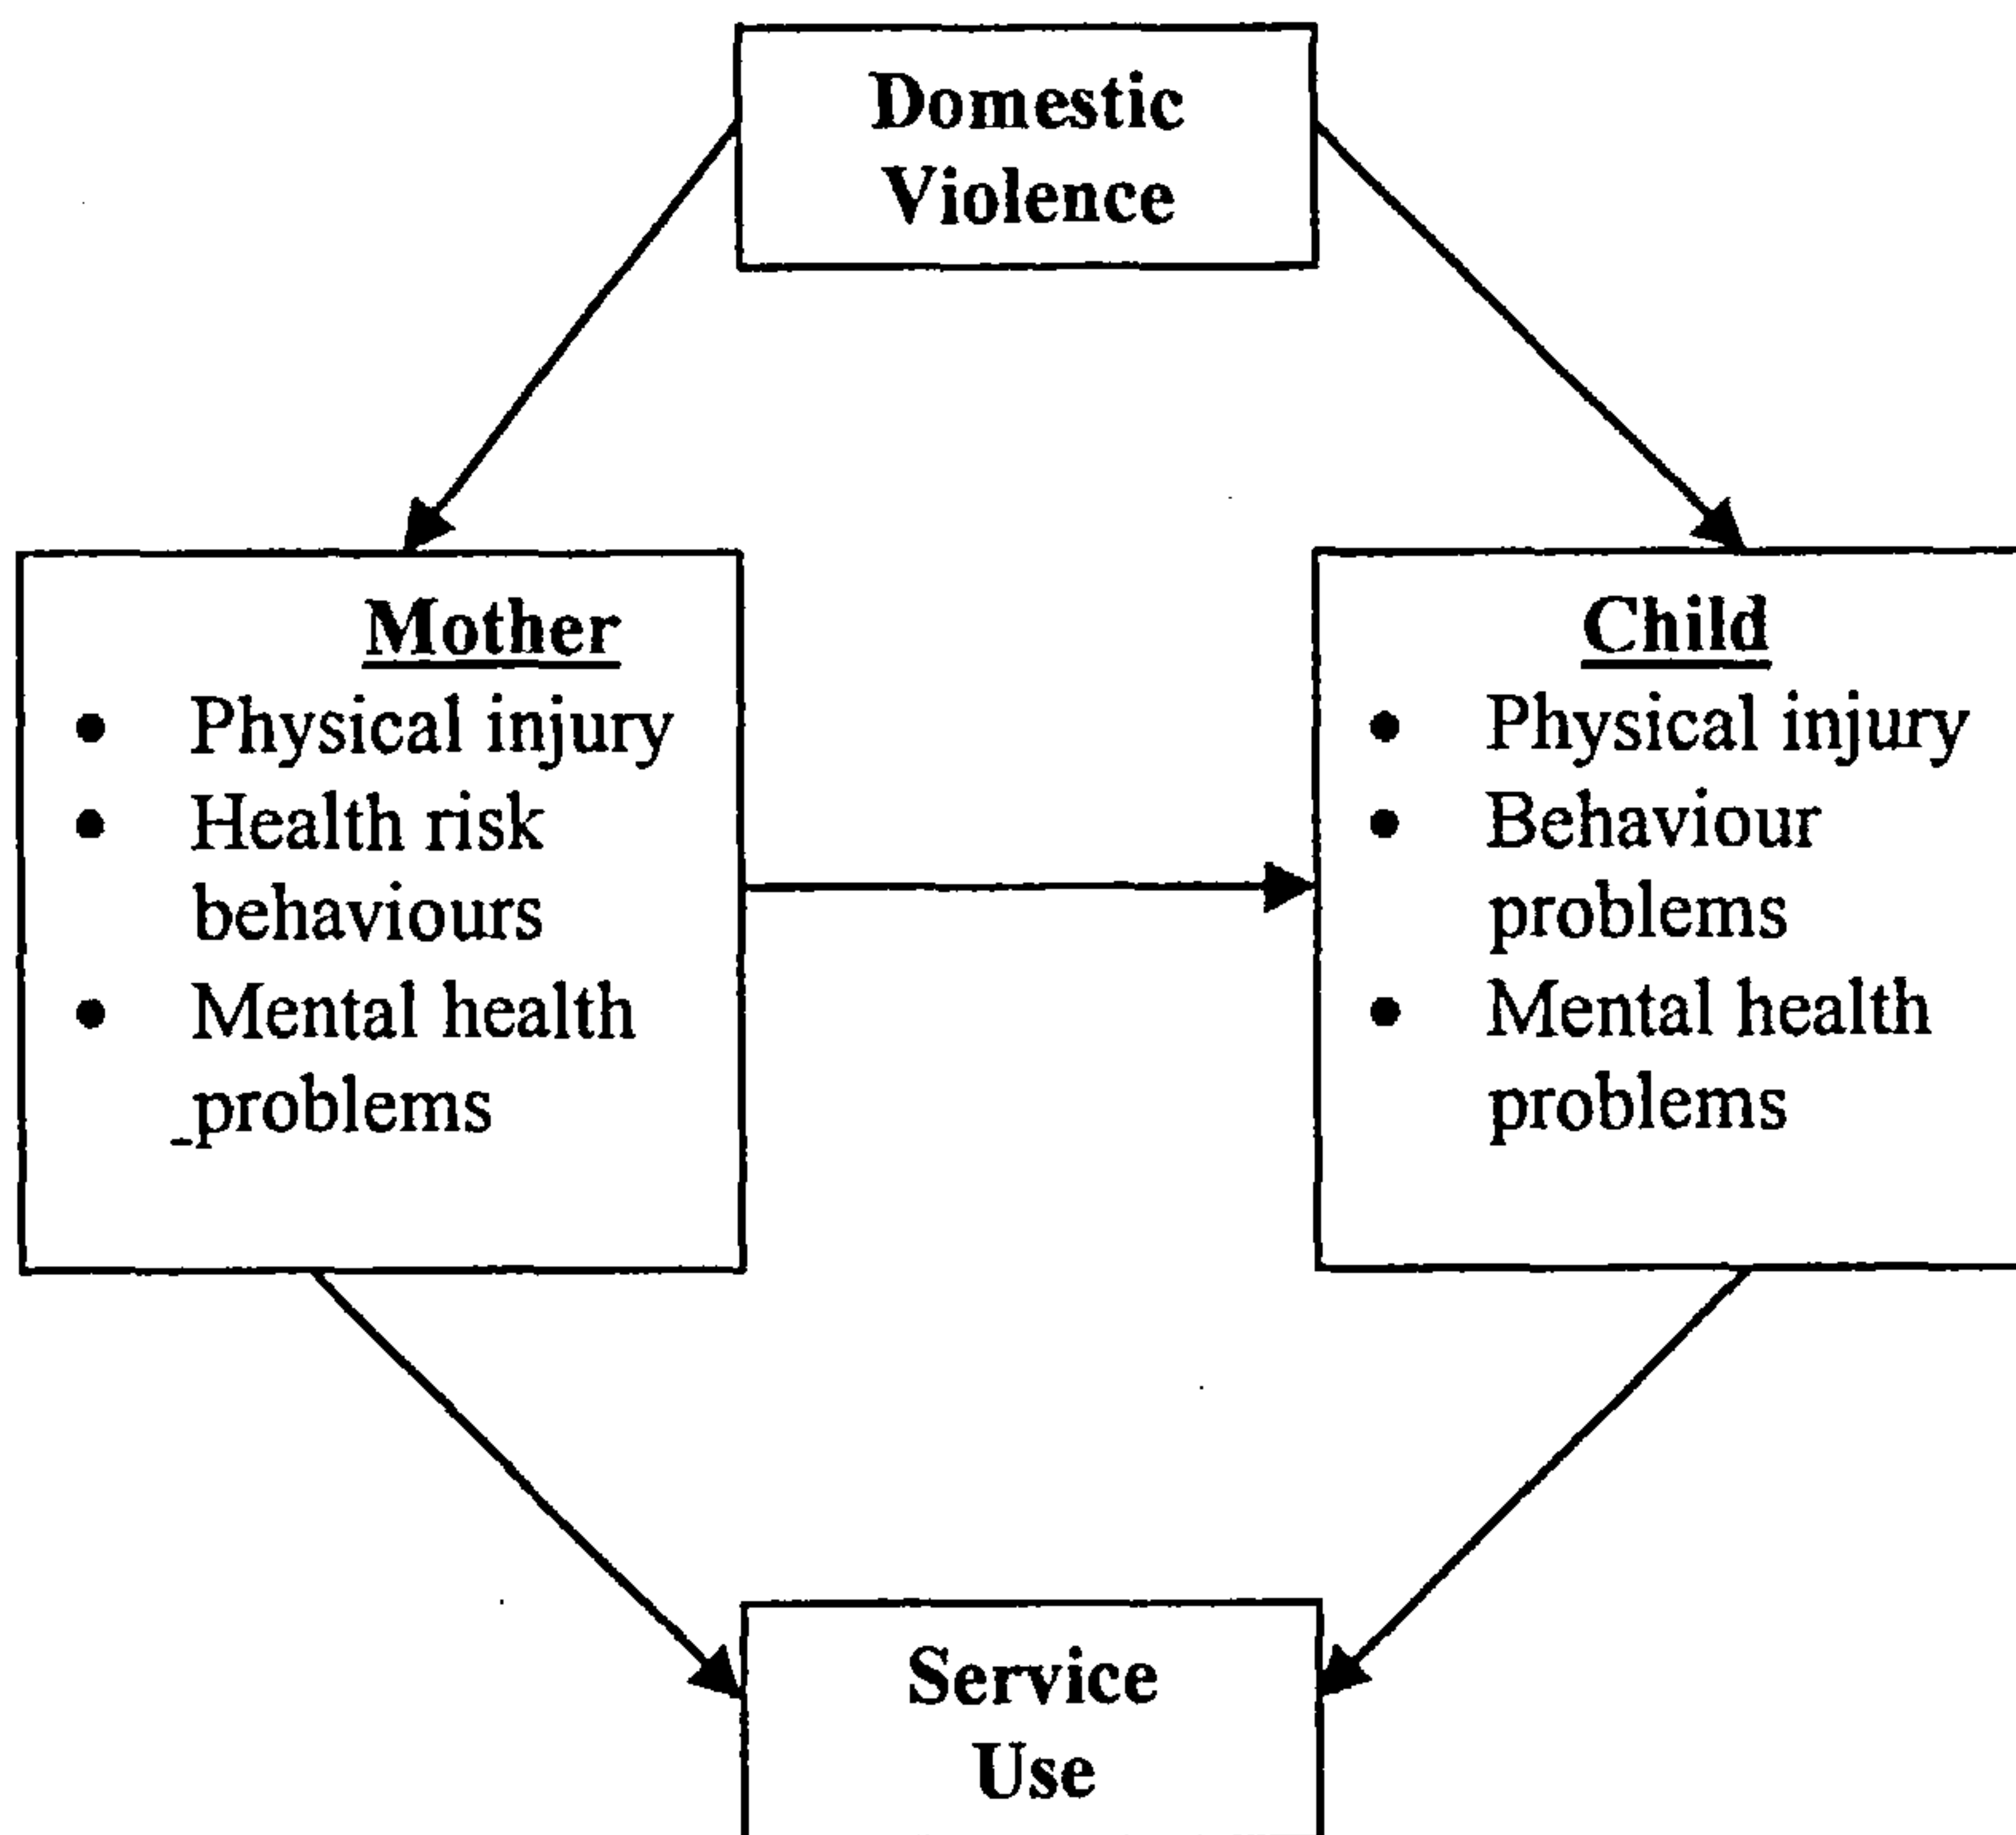 Domestic
Violence
Mother
• Physical injury
• Health risk
behaviours
• Mental health
problems
Child
• Physical injury
• Behaviour
problems
• Mental health
problems
Service
Use